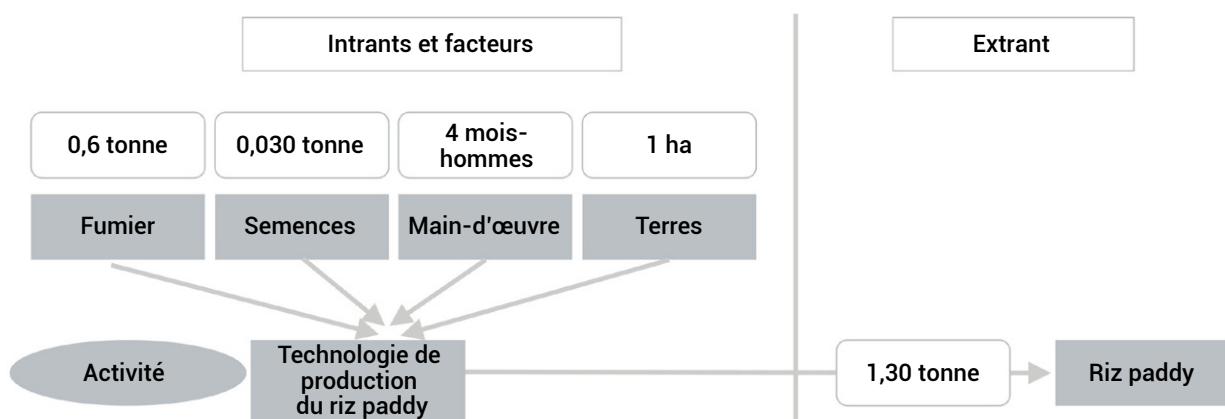 Intrants et facteurs
Extrant
0,6 tonne
0,030 tonne
4 mois-
hommes
1 ha
Fumier
Semences
Main-d'œuvre
Terres
Activité
Technologie de
production
du riz paddy
1,30 tonne
Riz paddy